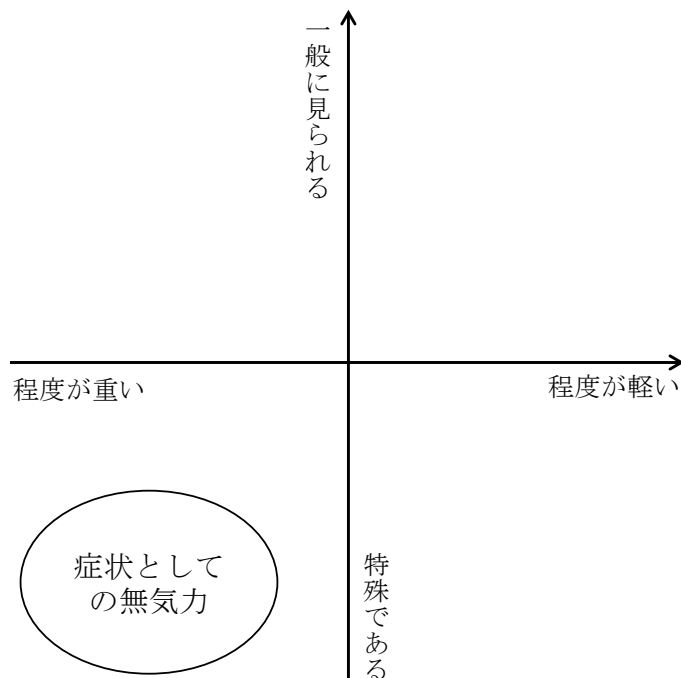 一般に見られる
程度が重い
程度が軽い
症状として
の無気力
特殊である